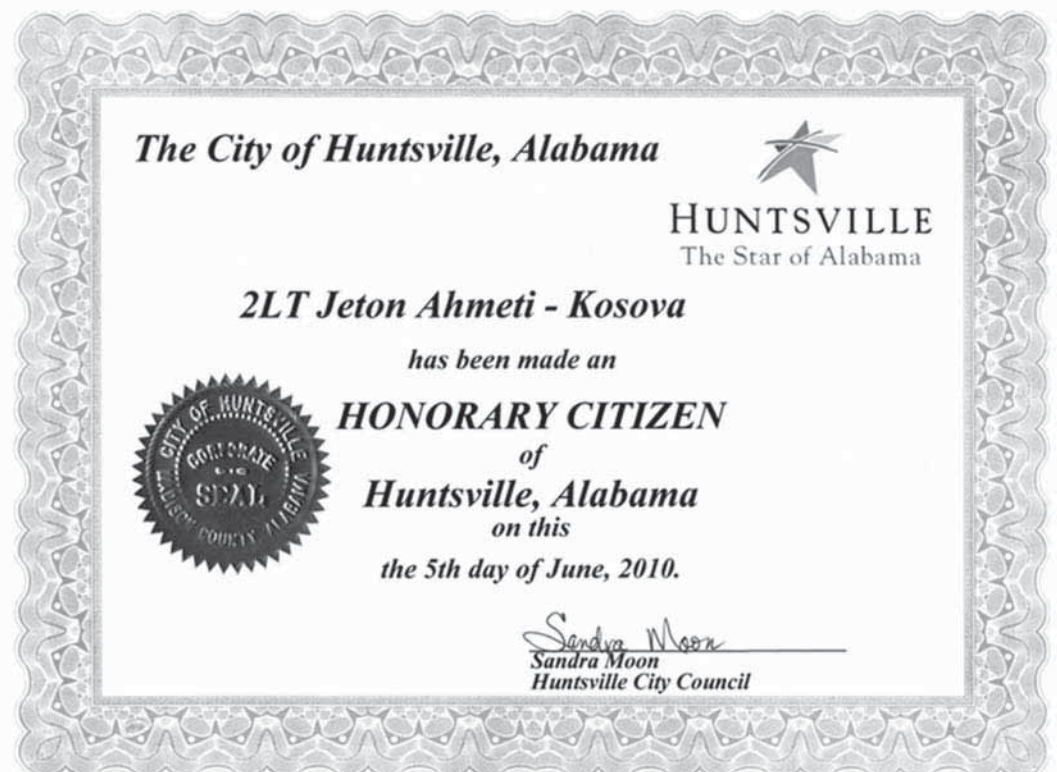 The City of Huntsville, Alabama
HUNTSVILLE
The Star of Alabama
2LT Jeton Ahmeti - Kosova
has been made an
HONORARY CITIZEN
of
Huntsville, Alabama
on this
the 5th day of June, 2010.
CITY OF HUNTSVILLE
CORPORATE
SEAL
MADISON COUNTY ALABAMA
Sandra Moon
Sandra Moon
Huntsville City Council